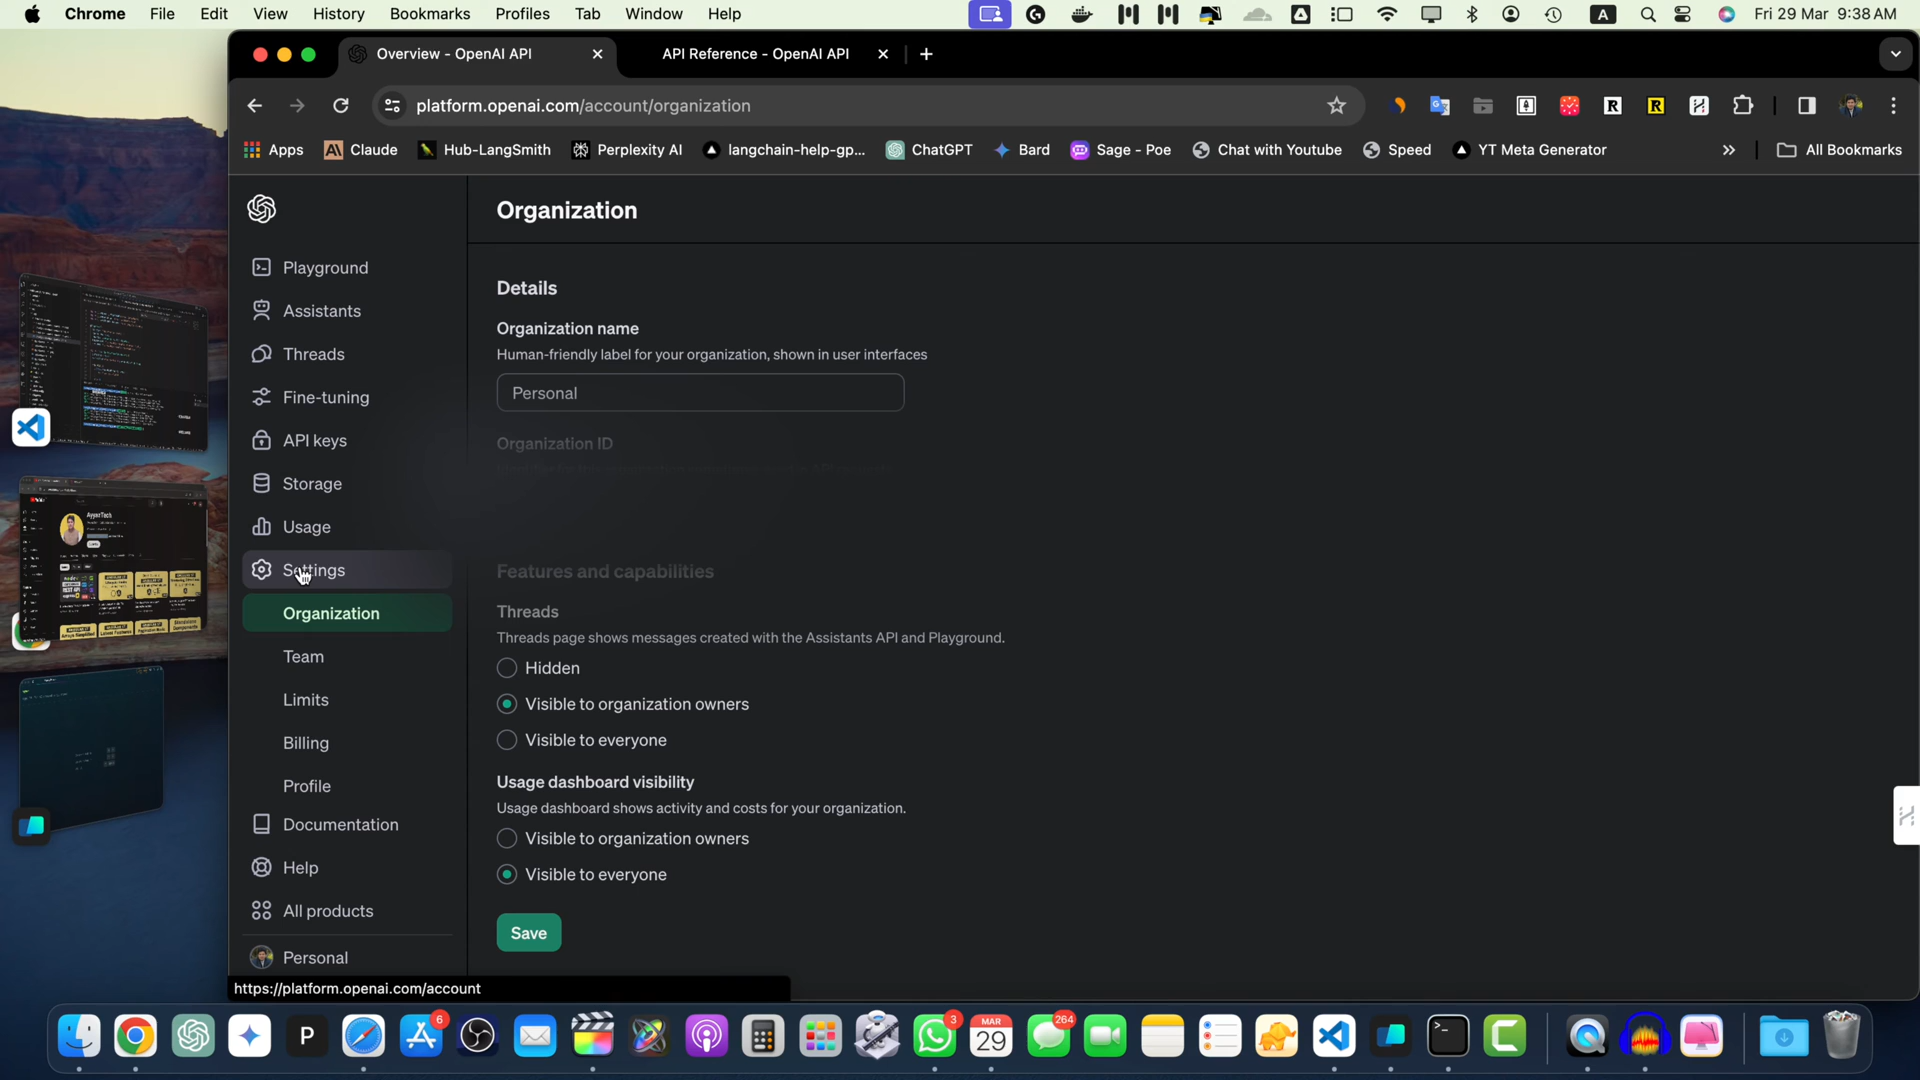 Chrome File Edit View History Bookmarks Profiles Tab Window Help
A
Fri 29 Mar 9:38 AM
Overview - OpenAI API
API Reference - OpenAI API
platform.openai.com/account/organization
Apps
Claude
Hub-LangSmith
Perplexity AI
langchain-help-gp...
ChatGPT
Bard
Sage - Poe
Chat with Youtube
Speed
YT Meta Generator
All Bookmarks
Playground
Assistants
Threads
Fine-tuning
API keys
Storage
Usage
Settings
Organization
Team
Limits
Billing
Profile
Documentation
Help
All products
Personal
https://platform.openai.com/account
Organization
Details
Organization name
Human-friendly label for your organization, shown in user interfaces
Personal
Organization ID
Features and capabilities
Threads
Threads page shows messages created with the Assistants API and Playground.
Hidden
Visible to organization owners
Visible to everyone
Usage dashboard visibility
Usage dashboard shows activity and costs for your organization.
Visible to organization owners
Visible to everyone
Save
AyyazTech
6
3
MAR
29
264